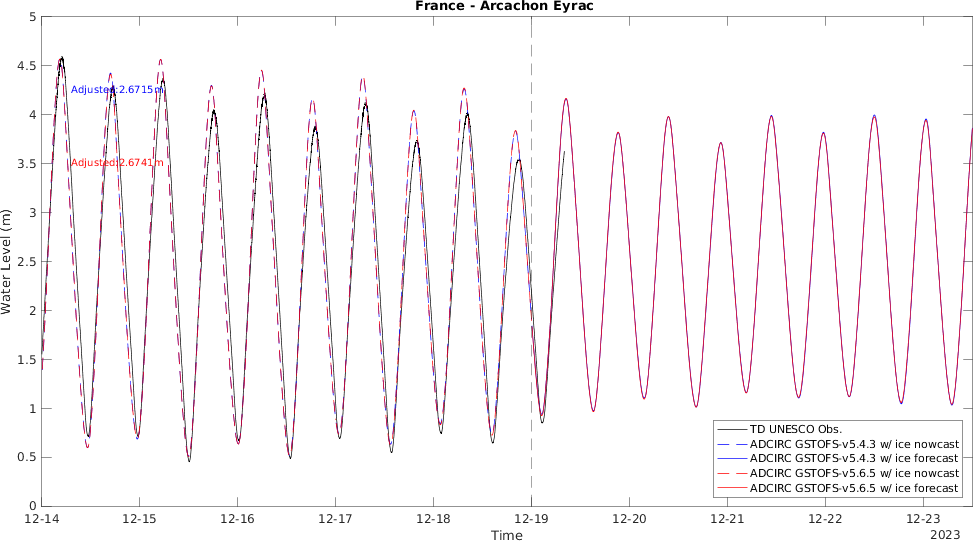 France - Arcachon Eyrac
5
4.5
4
3.5
3
2.5
2
1.5
1
0.5
0
Water Level (m)
Adjusted:2.6715m
Adjusted:2.6741m
TD UNESCO Obs.
ADCIRC GSTOFS-v5.4.3 w/ ice nowcast
ADCIRC GSTOFS-v5.4.3 w/ ice forecast
ADCIRC GSTOFS-v5.6.5 w/ ice nowcast
ADCIRC GSTOFS-v5.6.5 w/ ice forecast
12-14 12-15 12-16 12-17 12-18 12-19 12-20 12-21 12-22 12-23
Time
2023